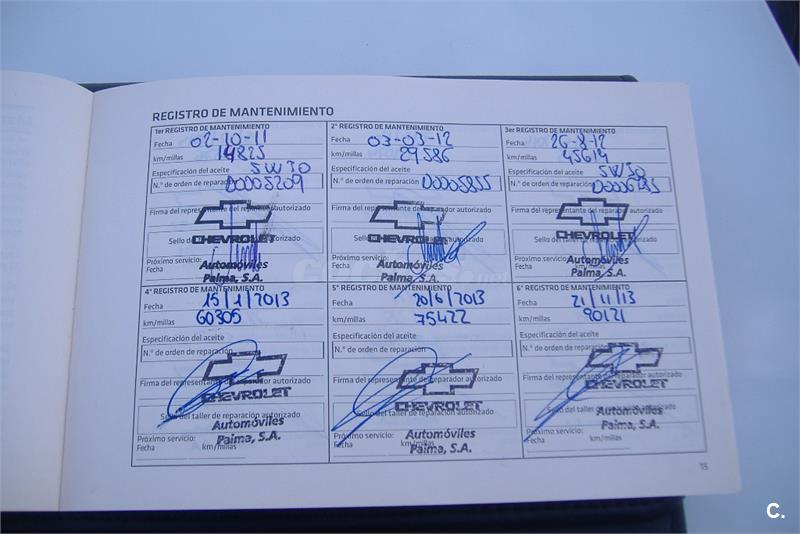 REGISTRO DE MANTENIMIENTO
1er REGISTRO DE MANTENIMIENTO
Fecha 02-10-11
km/millas 14825
Especificación del aceite 5W30
N.º de orden de reparación D0005209
Firma del representante del reparador autorizado
CHEVROLET
Sello del taller de reparación autorizado
Automóviles
Palma, S.A.
Próximo servicio:
Fecha
2º REGISTRO DE MANTENIMIENTO
Fecha 03-03-12
km/millas 29586
Especificación del aceite
N.º de orden de reparación D0005855
Firma del representante del reparador autorizado
CHEVROLET
Sello del taller de reparación autorizado
Automóviles
Palma, S.A.
Próximo servicio:
Fecha
3er REGISTRO DE MANTENIMIENTO
Fecha 26-8-12
km/millas 45614
Especificación del aceite 5W30
N.º de orden de reparación
Firma del representante del reparador autorizado
CHEVROLET
Sello del taller de reparación autorizado
Automóviles
Palma, S.A.
Próximo servicio:
Fecha
4º REGISTRO DE MANTENIMIENTO
Fecha 15/1/2013
km/millas 60305
Especificación del aceite
N.º de orden de reparación
Firma del representante del reparador autorizado
CHEVROLET
Sello del taller de reparación autorizado
Automóviles
Palma, S.A.
Próximo servicio:
Fecha km/millas
5º REGISTRO DE MANTENIMIENTO
Fecha 20/6/2013
km/millas 75422
Especificación del aceite
N.º de orden de reparación
Firma del representante del reparador autorizado
CHEVROLET
Sello del taller de reparación autorizado
Automóviles
Palma, S.A.
Próximo servicio:
Fecha km/millas
6º REGISTRO DE MANTENIMIENTO
Fecha 21/11/13
km/millas 90121
Especificación del aceite
N.º de orden de reparación
Firma del representante del reparador autorizado
CHEVROLET
Sello del taller de reparación autorizado
Automóviles
Palma, S.A.
Próximo servicio:
Fecha km/millas
15
C.